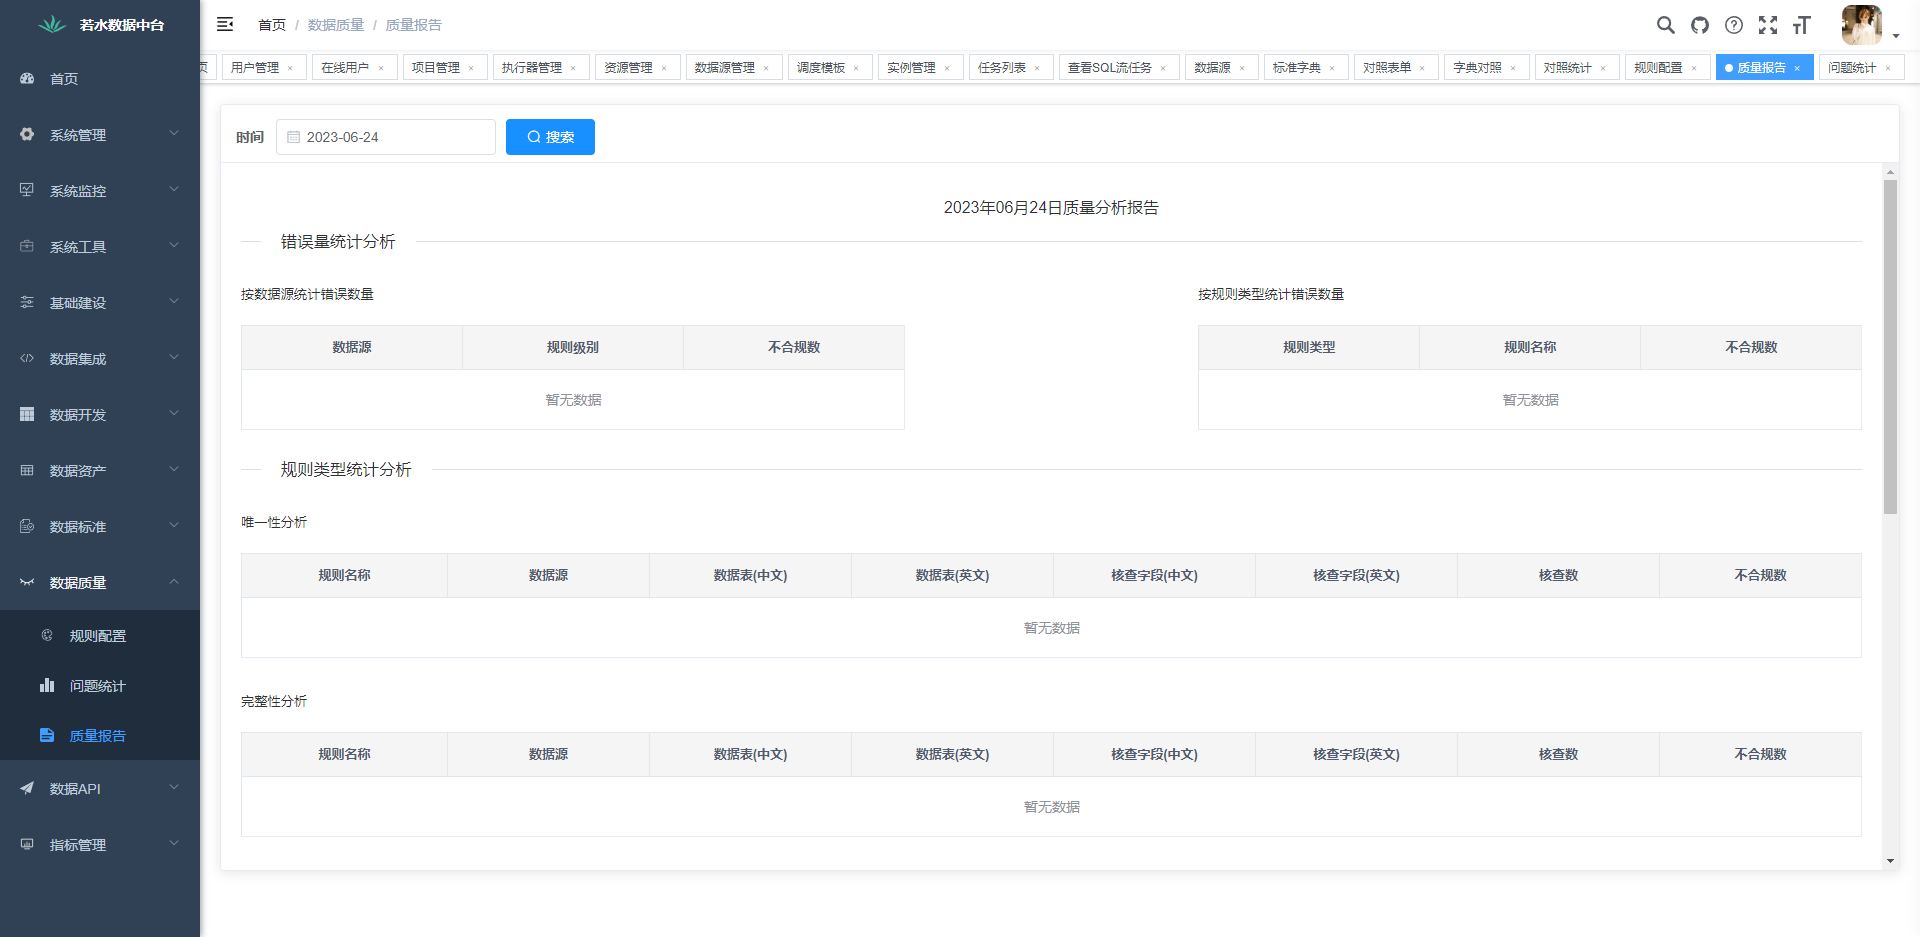 若水数据中台
首页
系统管理
系统监控
系统工具
基础建设
数据集成
数据开发
数据资产
数据标准
数据质量
规则配置
问题统计
质量报告
数据API
指标管理
首页 / 数据质量 / 质量报告
页 用户管理 × 在线用户 × 项目管理 × 执行器管理 × 资源管理 × 数据源管理 × 调度模板 × 实例管理 × 任务列表 × 查看SQL流任务 × 数据源 × 标准字典 × 对照表单 × 字典对照 × 对照统计 × 规则配置 × 质量报告 × 问题统计 ×
时间 2023-06-24 搜索
2023年06月24日质量分析报告
错误量统计分析
按数据源统计错误数量
数据源 规则级别 不合规数
暂无数据
按规则类型统计错误数量
规则类型 规则名称 不合规数
暂无数据
规则类型统计分析
唯一性分析
规则名称 数据源 数据表(中文) 数据表(英文) 核查字段(中文) 核查字段(英文) 核查数 不合规数
暂无数据
完整性分析
规则名称 数据源 数据表(中文) 数据表(英文) 核查字段(中文) 核查字段(英文) 核查数 不合规数
暂无数据